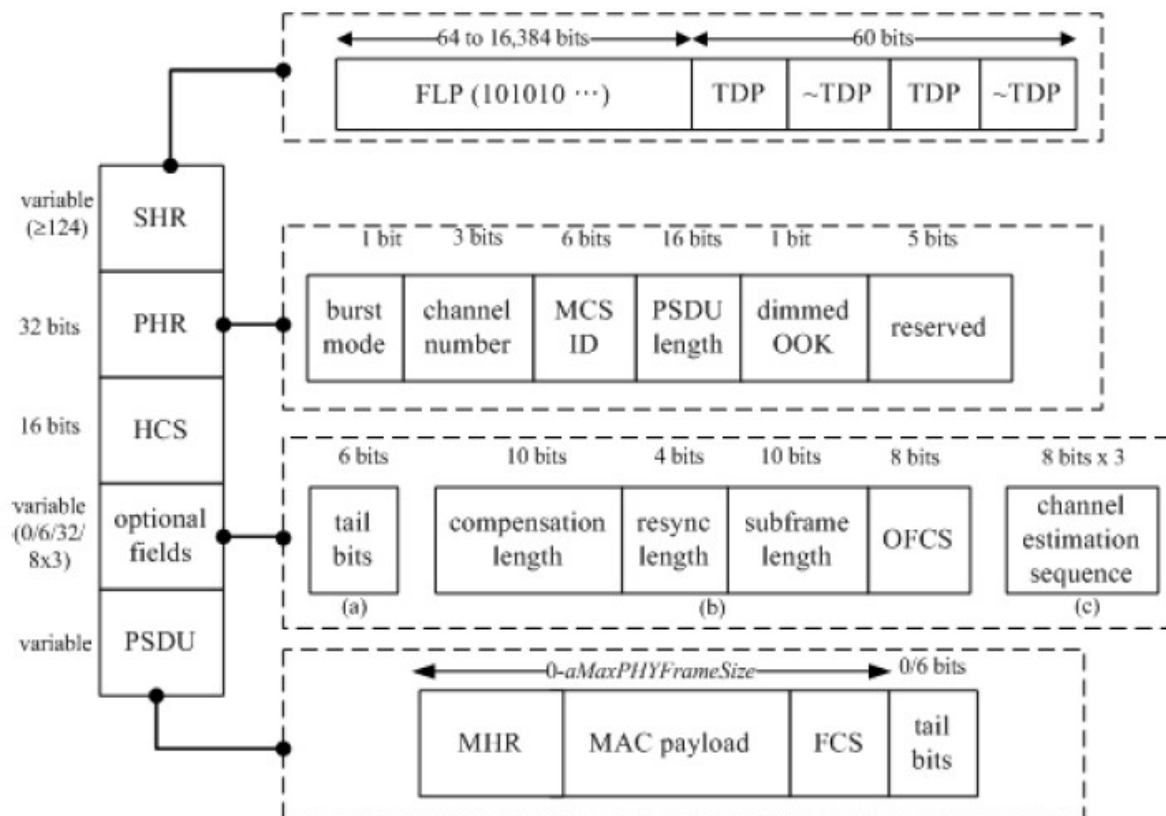 64 to 16,384 bits
60 bits
FLP (101010 ···)
TDP
~TDP
TDP
~TDP
variable
(≥124)
SHR
1 bit
3 bits
6 bits
16 bits
1 bit
5 bits
32 bits
PHR
burst
mode
channel
number
MCS
ID
PSDU
length
dimmed
OOK
reserved
16 bits
HCS
6 bits
10 bits
4 bits
10 bits
8 bits
8 bits x 3
variable
(0/6/32/
8x3)
optional
fields
tail
bits
compensation
length
resync
length
subframe
length
OFCS
channel
estimation
sequence
(a)
(b)
(c)
variable
PSDU
0-aMaxPHYFrameSize
0/6 bits
MHR
MAC payload
FCS
tail
bits